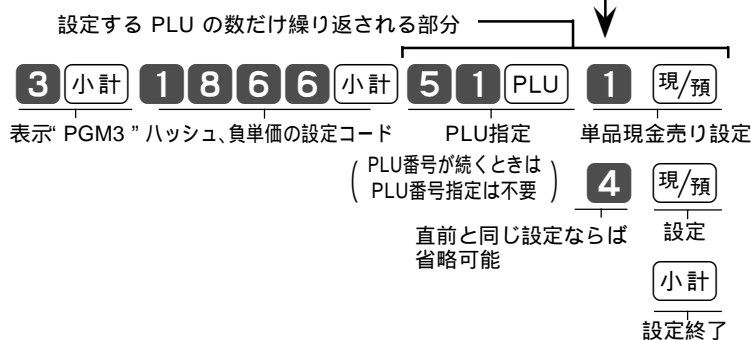 設定する PLU の数だけ繰り返される部分
3 小計 1 8 6 6 小計 5 1 PLU 1 現/預
表示“ PGM3 ” ハッシュ、負単価の設定コード PLU指定 単品現金売り設定
( PLU番号が続くときは
PLU番号指定は不要 )
4 現/預
直前と同じ設定ならば
省略可能
設定
小計
設定終了